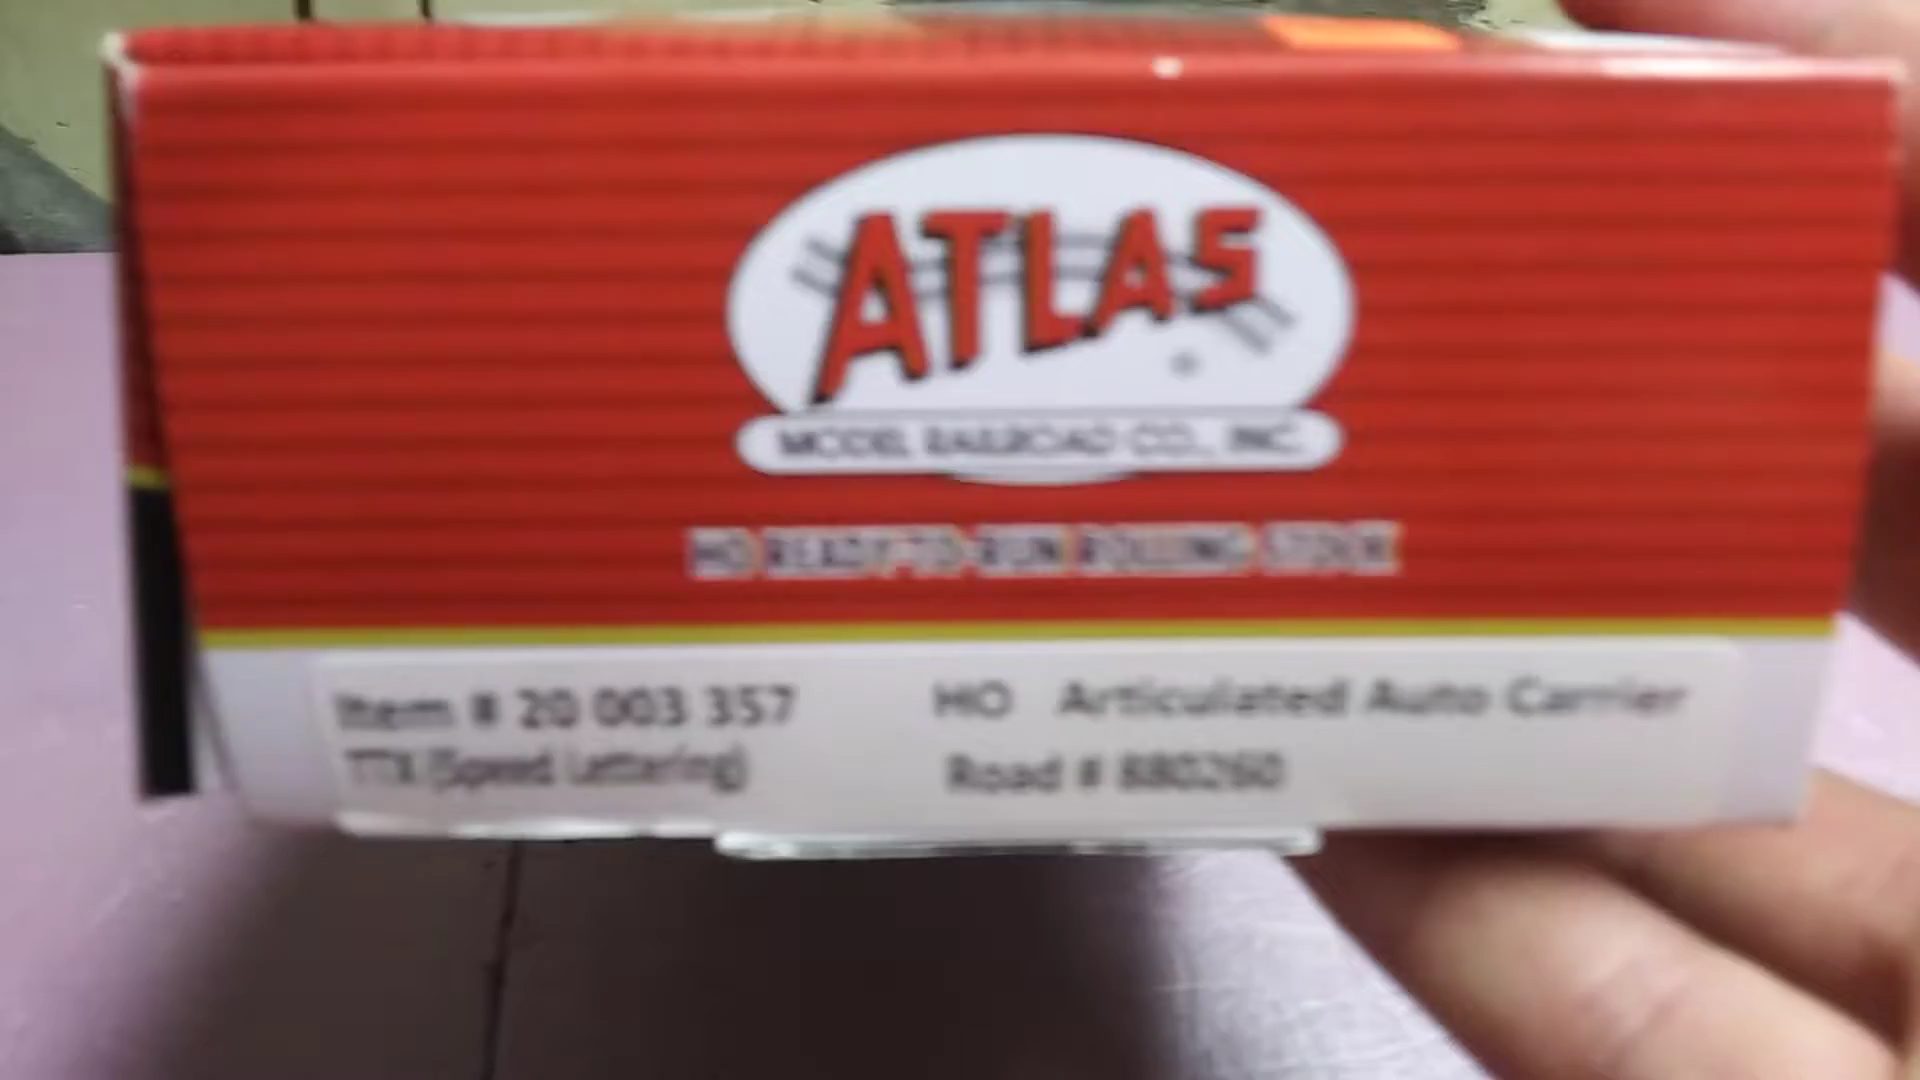 ATLAS
MODEL RAILROAD CO., INC.
HO READY-TO-RUN ROLLING STOCK
Item # 20 003 357 HO Articulated Auto Carrier
TTX (Speed Lettering) Road # 880260